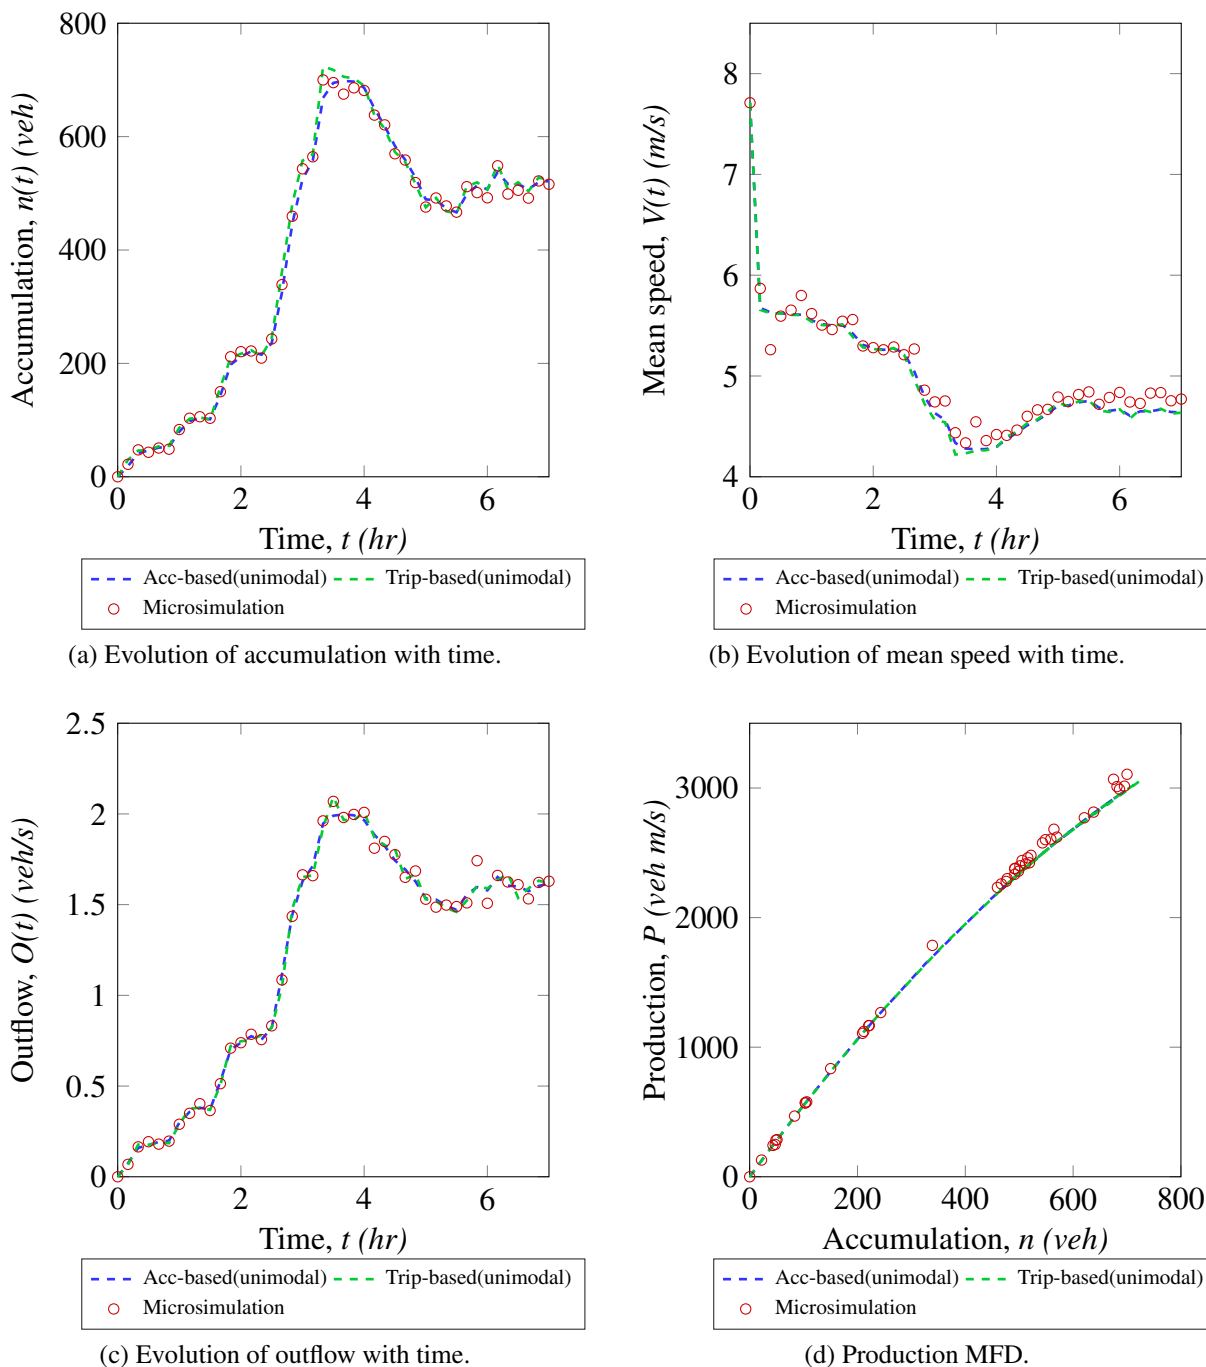 800
600
400
200
0
0 2 4 6
Accumulation, n(t) (veh)
Time, t (hr)
Acc-based(unimodal) Trip-based(unimodal)
Microsimulation
(a) Evolution of accumulation with time.
8
7
6
5
4
0 2 4 6
Mean speed, V(t) (m/s)
Time, t (hr)
Acc-based(unimodal) Trip-based(unimodal)
Microsimulation
(b) Evolution of mean speed with time.
2.5
2
1.5
1
0.5
0
0 2 4 6
Outflow, O(t) (veh/s)
Time, t (hr)
Acc-based(unimodal) Trip-based(unimodal)
Microsimulation
(c) Evolution of outflow with time.
3000
2000
1000
0
0 200 400 600 800
Production, P (veh m/s)
Accumulation, n (veh)
Acc-based(unimodal) Trip-based(unimodal)
Microsimulation
(d) Production MFD.